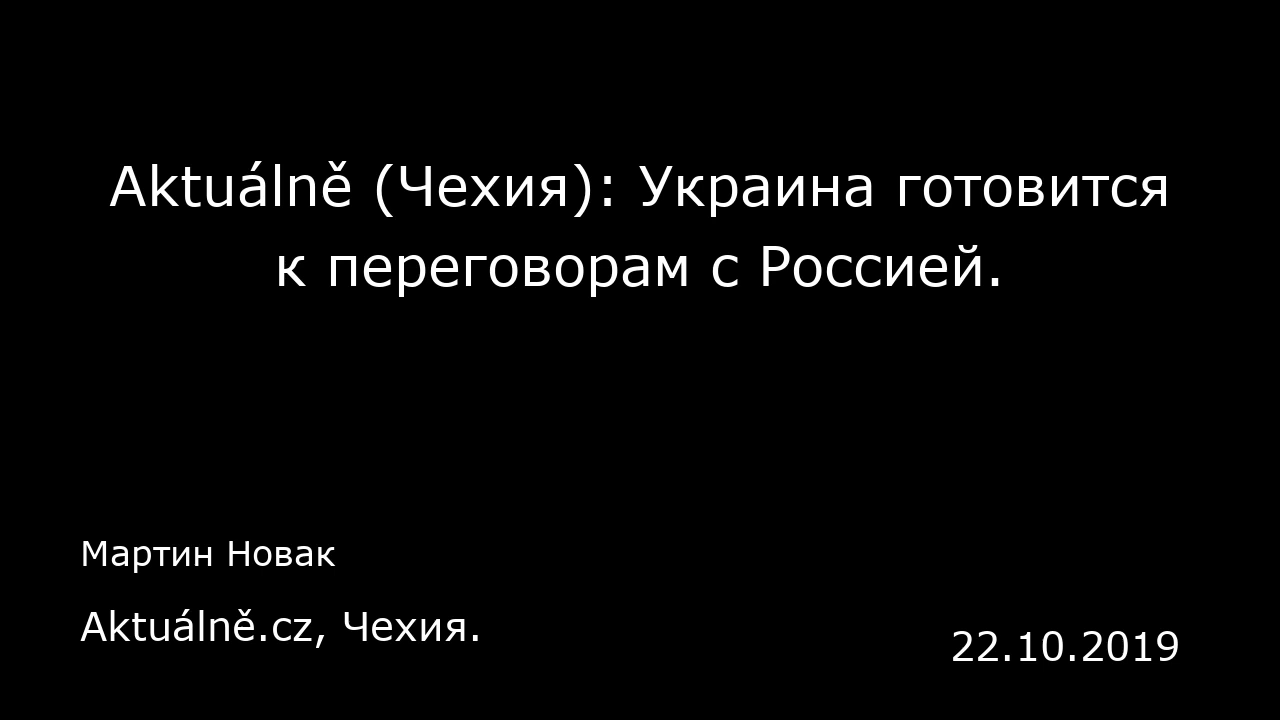 Aktuálně (Чехия): Украина готовится
к переговорам с Россией.
Мартин Новак
Aktuálně.cz, Чехия.
22.10.2019